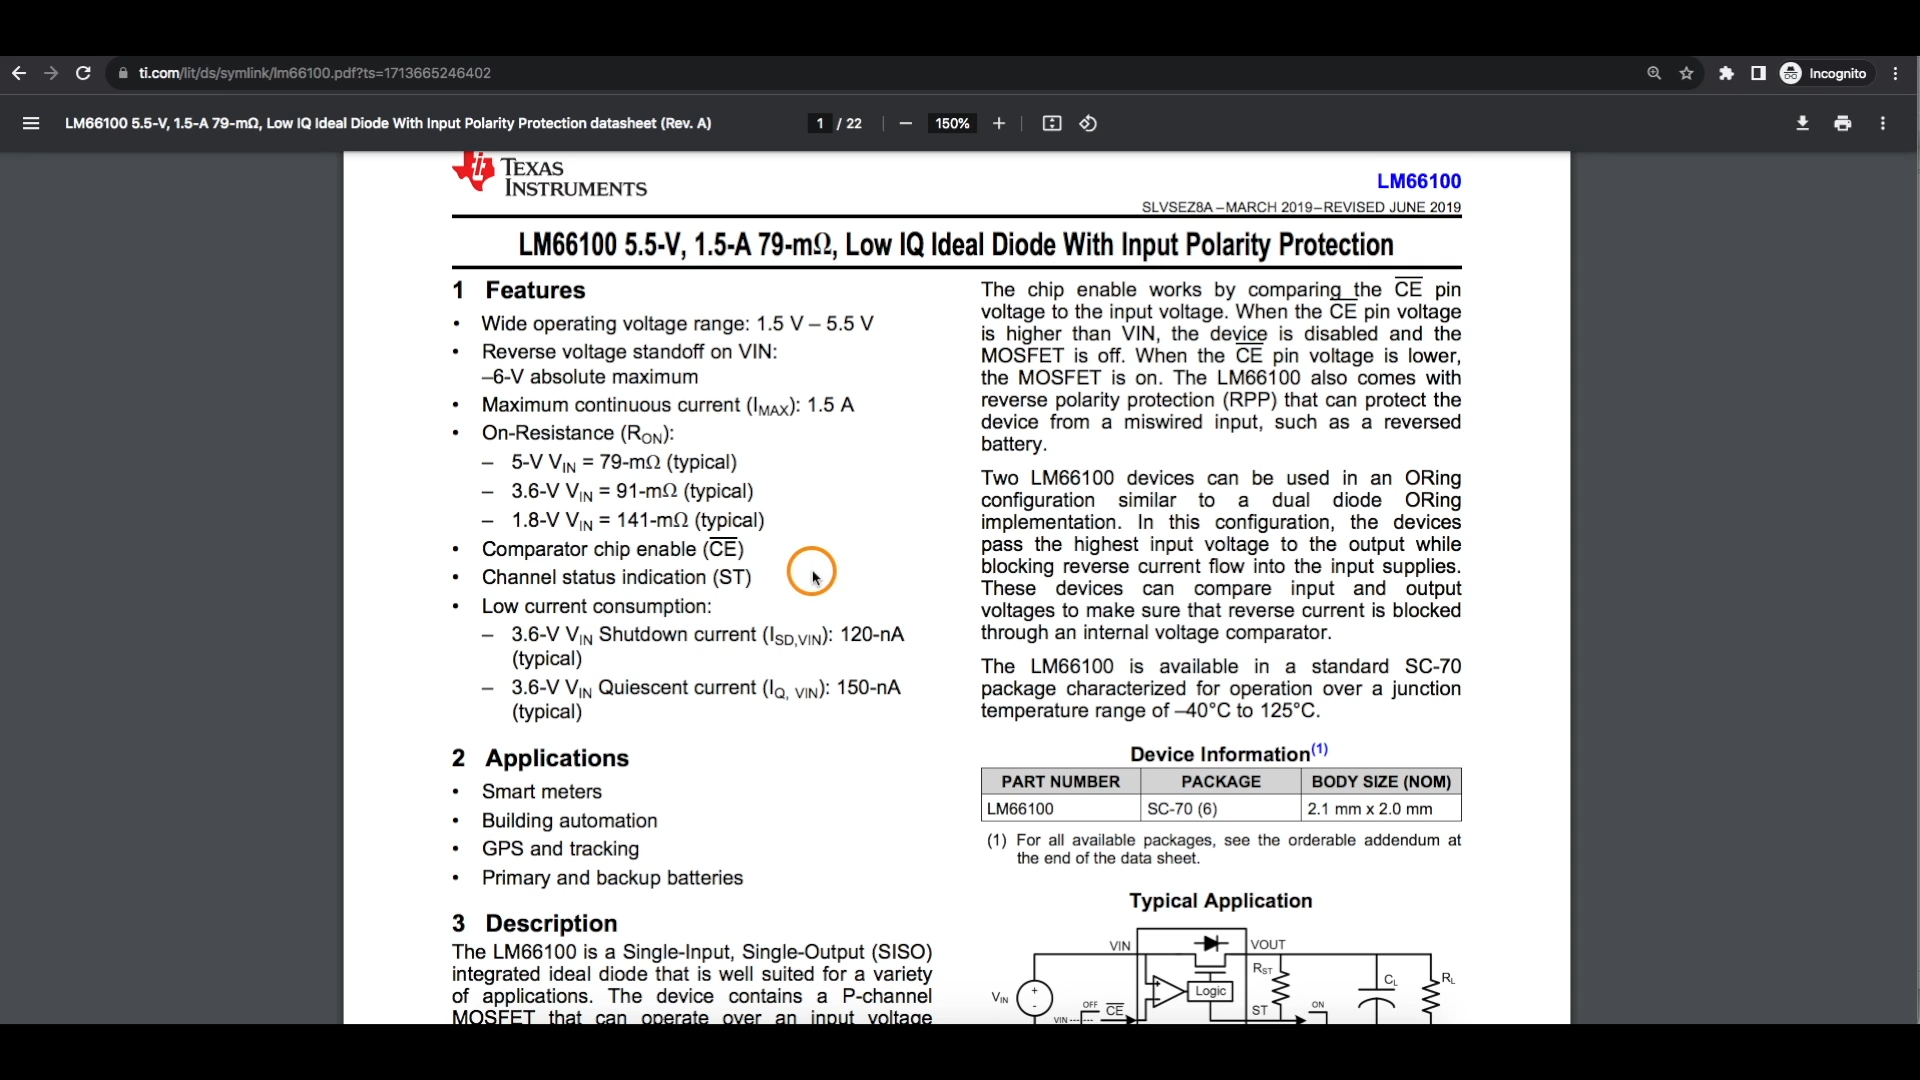 ti.com/lit/ds/symlink/lm66100.pdf?ts=1713665246402
Incognito
LM66100 5.5-V, 1.5-A 79-mΩ, Low IQ Ideal Diode With Input Polarity Protection datasheet (Rev. A)
1 / 22
150%
TEXAS
INSTRUMENTS
LM66100
SLVSEZ8A –MARCH 2019–REVISED JUNE 2019
LM66100 5.5-V, 1.5-A 79-mΩ, Low IQ Ideal Diode With Input Polarity Protection
1 Features
• Wide operating voltage range: 1.5 V – 5.5 V
• Reverse voltage standoff on VIN:
–6-V absolute maximum
• Maximum continuous current (IMAX): 1.5 A
• On-Resistance (RON):
– 5-V VIN = 79-mΩ (typical)
– 3.6-V VIN = 91-mΩ (typical)
– 1.8-V VIN = 141-mΩ (typical)
• Comparator chip enable (CE)
• Channel status indication (ST)
• Low current consumption:
– 3.6-V VIN Shutdown current (ISD,VIN): 120-nA
(typical)
– 3.6-V VIN Quiescent current (IQ, VIN): 150-nA
(typical)
2 Applications
• Smart meters
• Building automation
• GPS and tracking
• Primary and backup batteries
3 Description
The LM66100 is a Single-Input, Single-Output (SISO)
integrated ideal diode that is well suited for a variety
of applications. The device contains a P-channel
MOSFET that can operate over an input voltage
The chip enable works by comparing the CE pin
voltage to the input voltage. When the CE pin voltage
is higher than VIN, the device is disabled and the
MOSFET is off. When the CE pin voltage is lower,
the MOSFET is on. The LM66100 also comes with
reverse polarity protection (RPP) that can protect the
device from a miswired input, such as a reversed
battery.
Two LM66100 devices can be used in an ORing
configuration similar to a dual diode ORing
implementation. In this configuration, the devices
pass the highest input voltage to the output while
blocking reverse current flow into the input supplies.
These devices can compare input and output
voltages to make sure that reverse current is blocked
through an internal voltage comparator.
The LM66100 is available in a standard SC-70
package characterized for operation over a junction
temperature range of –40°C to 125°C.
Device Information(1)
PART NUMBER PACKAGE BODY SIZE (NOM)
LM66100 SC-70 (6) 2.1 mm x 2.0 mm
(1) For all available packages, see the orderable addendum at
the end of the data sheet.
Typical Application
VIN VOUT
RST CL RL
VIN + - Logic
OFF CE ST ON
VIN